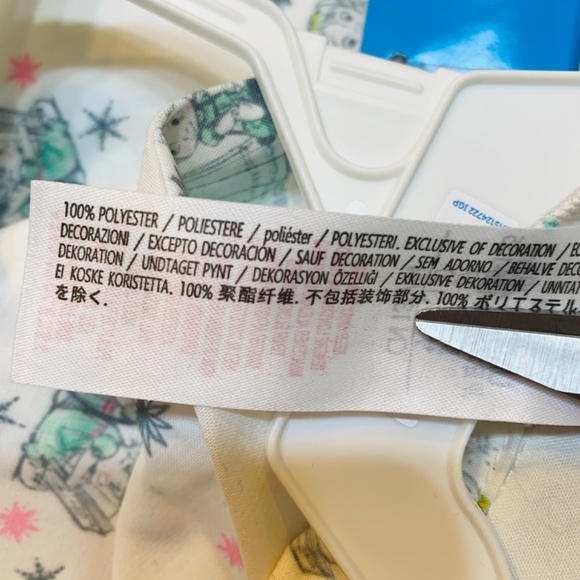 100% POLYESTER / POLIESTERE / poliéster / POLYESTERI. EXCLUSIVE OF DECORATION /
DECORAZIONI / EXCEPTO DECORACIÓN / SAUF DECORATION / SEM ADORNO / BEHALVE
DEKORATION / UNDTAGET PYNT / DEKORASYON ÖZELLIĞI / EXKLUSIVE DEKORATION /
EI KOSKE KORISTETTA. 100% 聚酯纤维. 不包括装饰部分. 100% ポリエステル
を除く.